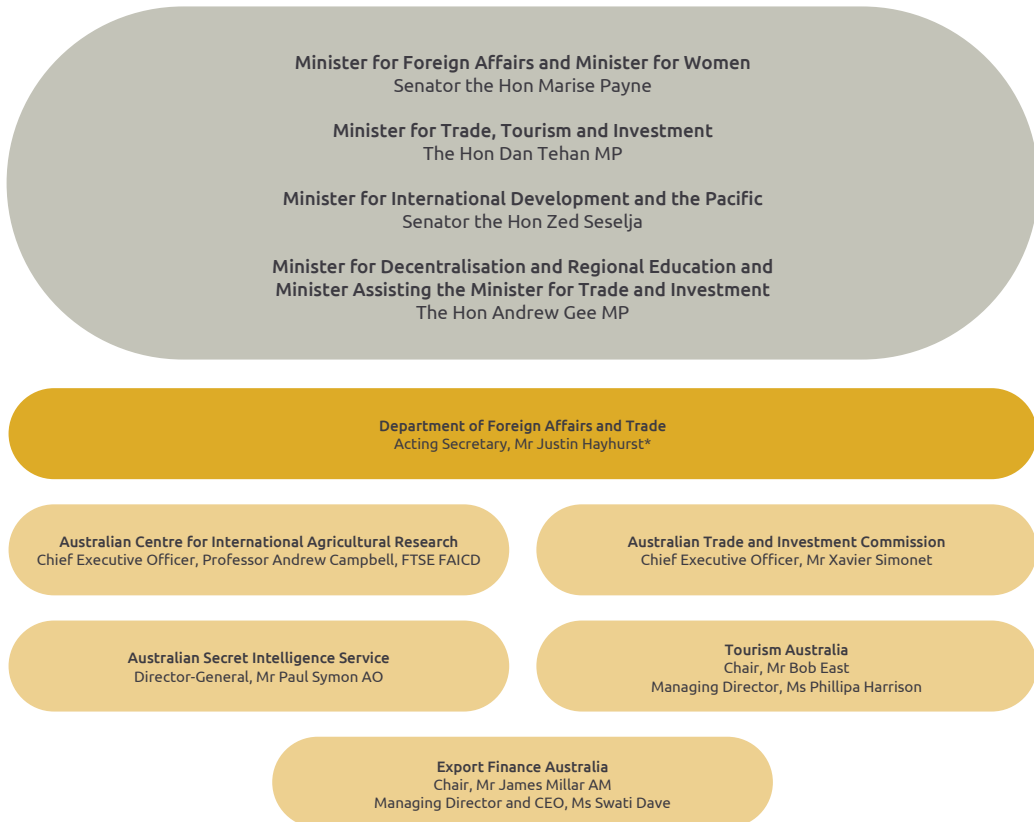 Minister for Foreign Affairs and Minister for Women
Senator the Hon Marise Payne
Minister for Trade, Tourism and Investment
The Hon Dan Tehan MP
Minister for International Development and the Pacific
Senator the Hon Zed Seselja
Minister for Decentralisation and Regional Education and
Minister Assisting the Minister for Trade and Investment
The Hon Andrew Gee MP
Department of Foreign Affairs and Trade
Acting Secretary, Mr Justin Hayhurst*
Australian Centre for International Agricultural Research
Chief Executive Officer, Professor Andrew Campbell, FTSE FAICD
Australian Trade and Investment Commission
Chief Executive Officer, Mr Xavier Simonet
Australian Secret Intelligence Service
Director-General, Mr Paul Symon AO
Tourism Australia
Chair, Mr Bob East
Managing Director, Ms Phillipa Harrison
Export Finance Australia
Chair, Mr James Millar AM
Managing Director and CEO, Ms Swati Dave